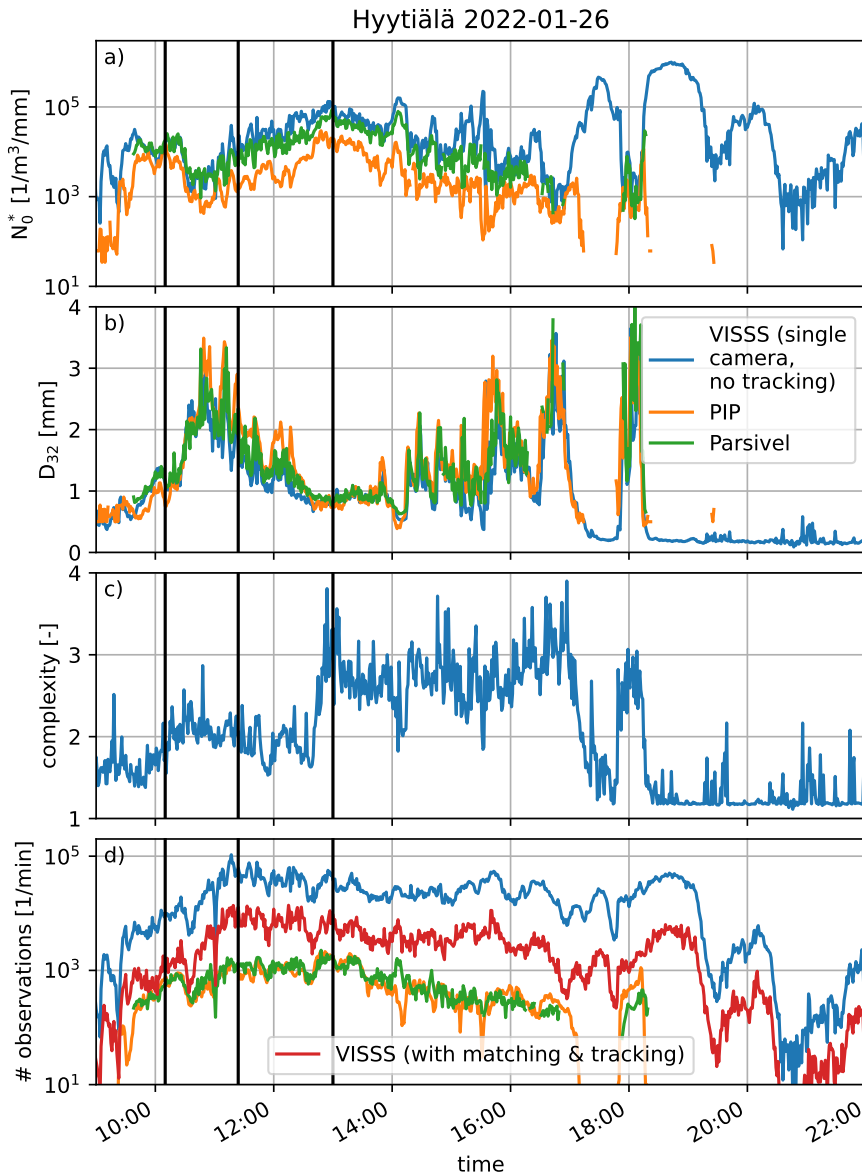 Hyytiälä 2022-01-26
a)
10^5
10^3
10^1
N_0^* [1/m^3/mm]
b)
4
3
2
1
0
D_32 [mm]
VISSS (single
camera,
no tracking)
PIP
Parsivel
c)
4
3
2
1
complexity [-]
d)
10^5
10^3
10^1
# observations [1/min]
VISSS (with matching & tracking)
10:00
12:00
14:00
16:00
18:00
20:00
22:00
time